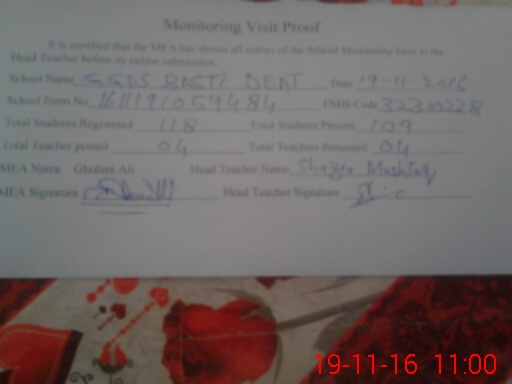 Monitoring Visit Proof
It is certified that the MEA has shown all entries of the School Monitoring form to the
Head Teacher before its online submission.
School Name GGPS BASTI DEAT Date 19-11-2016
School Form No 1611191059484 EMIS Code 32310228
Total Students Registered 118 Total Students Present 109
Total Teacher posted 04 Total Teachers Presented 04
MEA Name Ghulam Ali Head Teacher Name Shazia Mushtaq
MEA Signature Head Teacher Signature
19-11-16 11:00